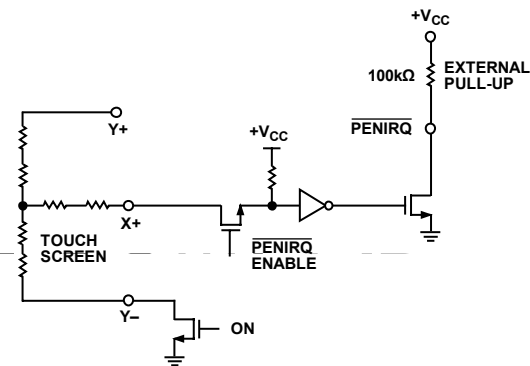 +VCC
100kΩ
EXTERNAL
PULL-UP
PENIRQ
Y+
+VCC
X+
TOUCH
SCREEN
PENIRQ
ENABLE
Y–
ON